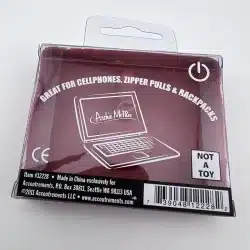 GREAT FOR CELLPHONES, ZIPPER PULLS & BACKPACKS
Archie McPhee
NOT
A
TOY
CE
Item #12228 • Made in China exclusively for
Accoutrements, P.O. Box 30811, Seattle WA 98113 USA
©2011 Accoutrements LLC • www.accoutrements.com